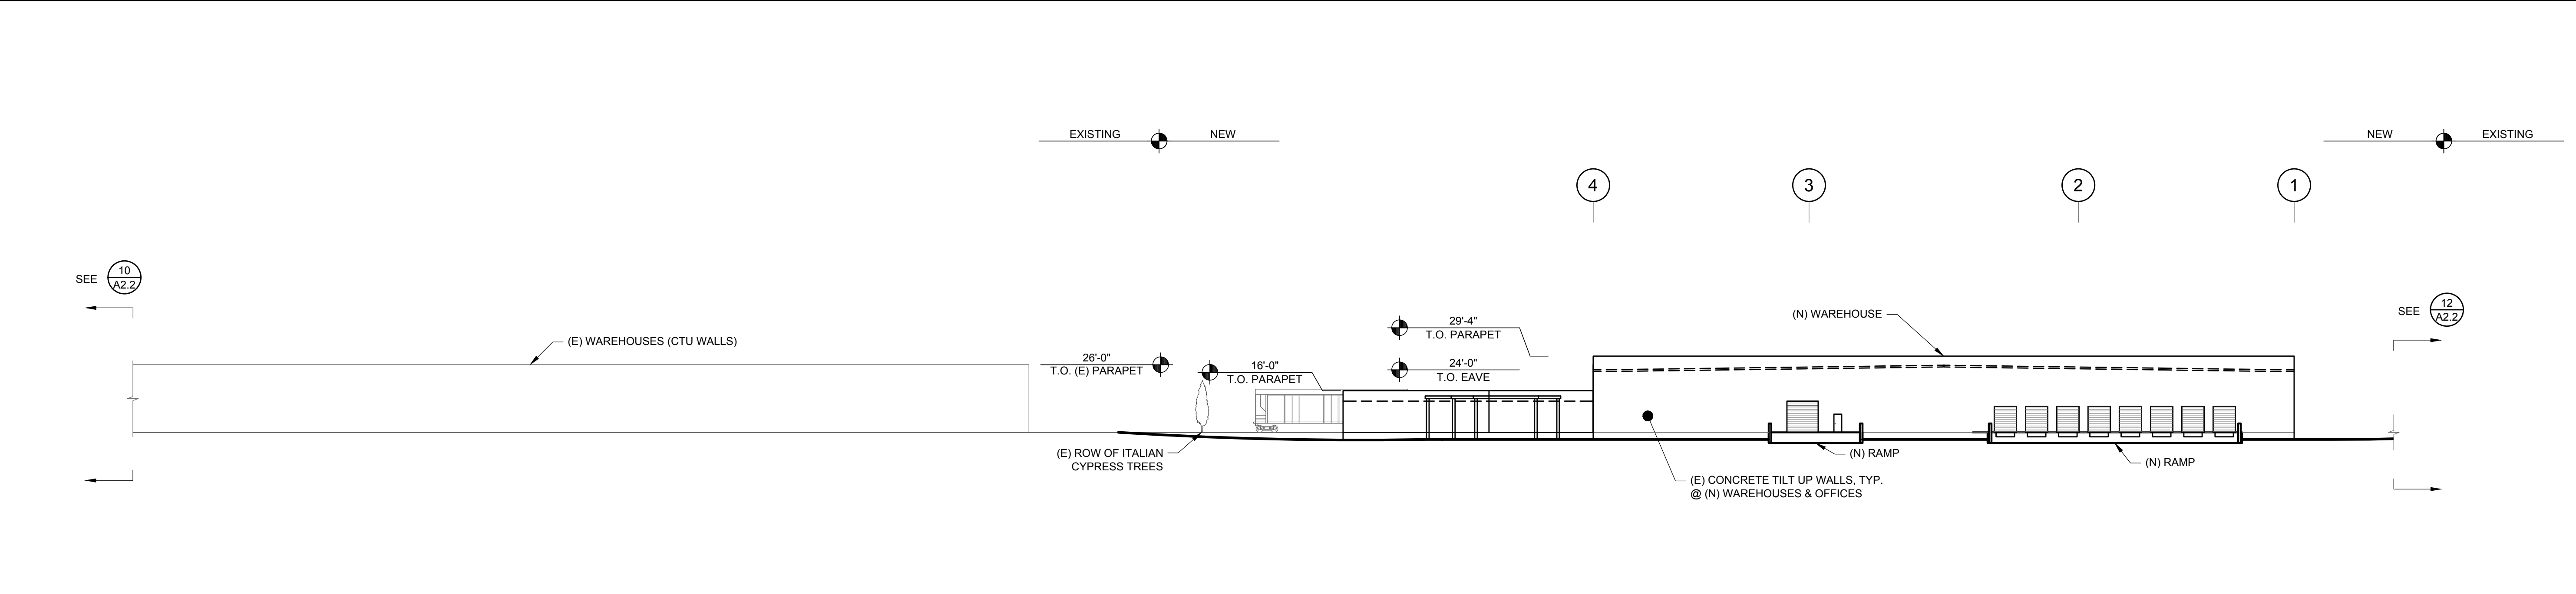 EXISTING NEW
NEW EXISTING
4 3 2 1
SEE 10
A2.2
SEE 12
A2.2
(N) WAREHOUSE
29'-4"
T.O. PARAPET
(E) WAREHOUSES (CTU WALLS)
26'-0"
T.O. (E) PARAPET
16'-0"
T.O. PARAPET
24'-0"
T.O. EAVE
(E) ROW OF ITALIAN
CYPRESS TREES
(N) RAMP
(N) RAMP
(E) CONCRETE TILT UP WALLS, TYP.
@ (N) WAREHOUSES & OFFICES